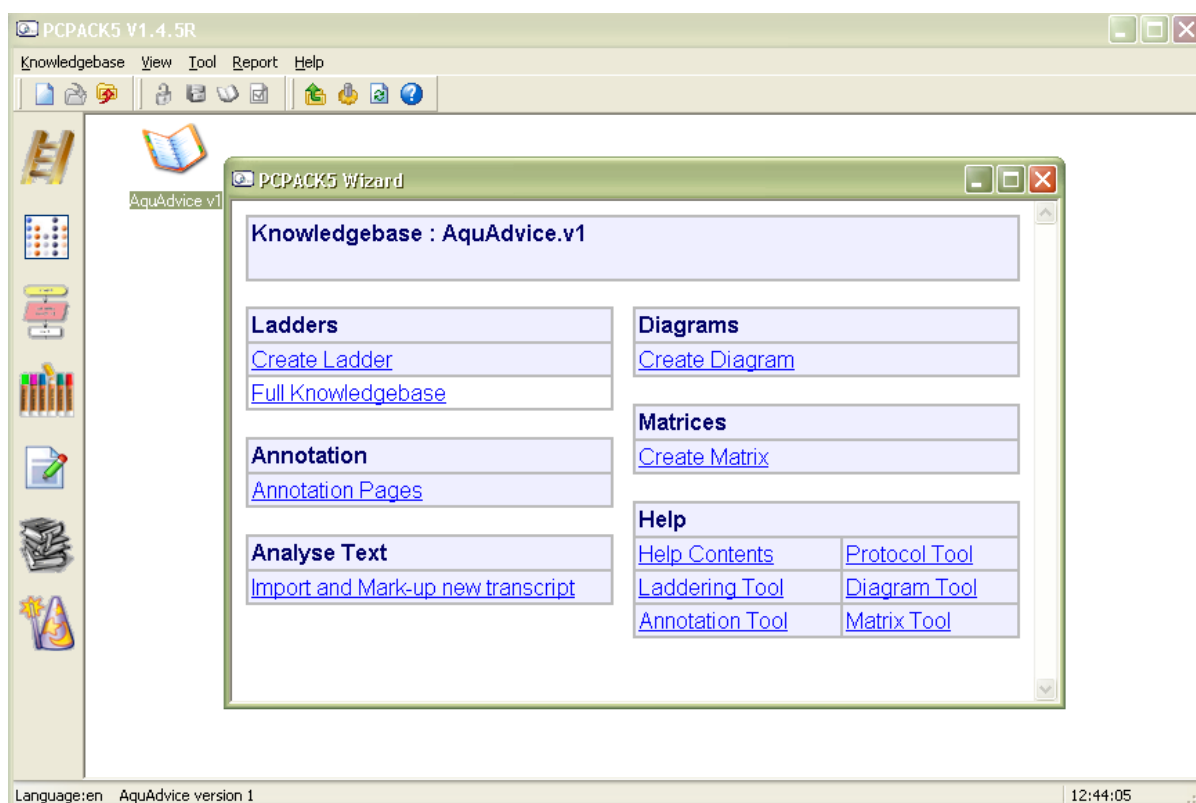 PCPACK5 V1.4.5R
Knowledgebase View Tool Report Help
AquAdvice v1
PCPACK5 Wizard
Knowledgebase : AquAdvice.v1
Ladders
Create Ladder
Full Knowledgebase
Annotation
Annotation Pages
Analyse Text
Import and Mark-up new transcript
Diagrams
Create Diagram
Matrices
Create Matrix
Help
Help Contents Protocol Tool
Laddering Tool Diagram Tool
Annotation Tool Matrix Tool
Language:en AquAdvice version 1 12:44:05